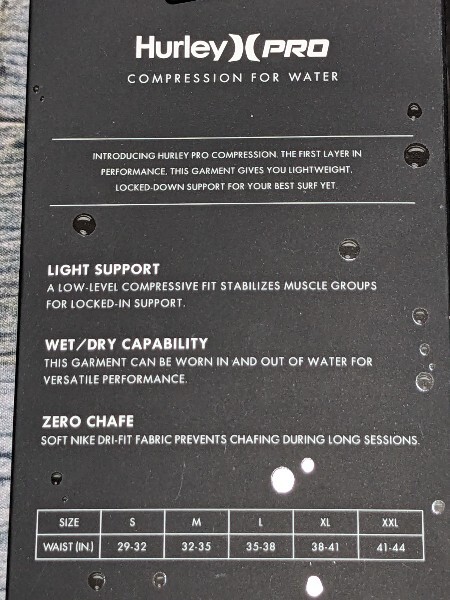 Hurley)( PRO
COMPRESSION FOR WATER
INTRODUCING HURLEY PRO COMPRESSION. THE FIRST LAYER IN
PERFORMANCE. THIS GARMENT GIVES YOU LIGHTWEIGHT,
LOCKED-DOWN SUPPORT FOR YOUR BEST SURF YET.
LIGHT SUPPORT
A LOW-LEVEL COMPRESSIVE FIT STABILIZES MUSCLE GROUPS
FOR LOCKED-IN SUPPORT.
WET/DRY CAPABILITY
THIS GARMENT CAN BE WORN IN AND OUT OF WATER FOR
VERSATILE PERFORMANCE.
ZERO CHAFE
SOFT NIKE DRI-FIT FABRIC PREVENTS CHAFING DURING LONG SESSIONS.
SIZE S M L XL XXL
WAIST (IN.) 29-32 32-35 35-38 38-41 41-44